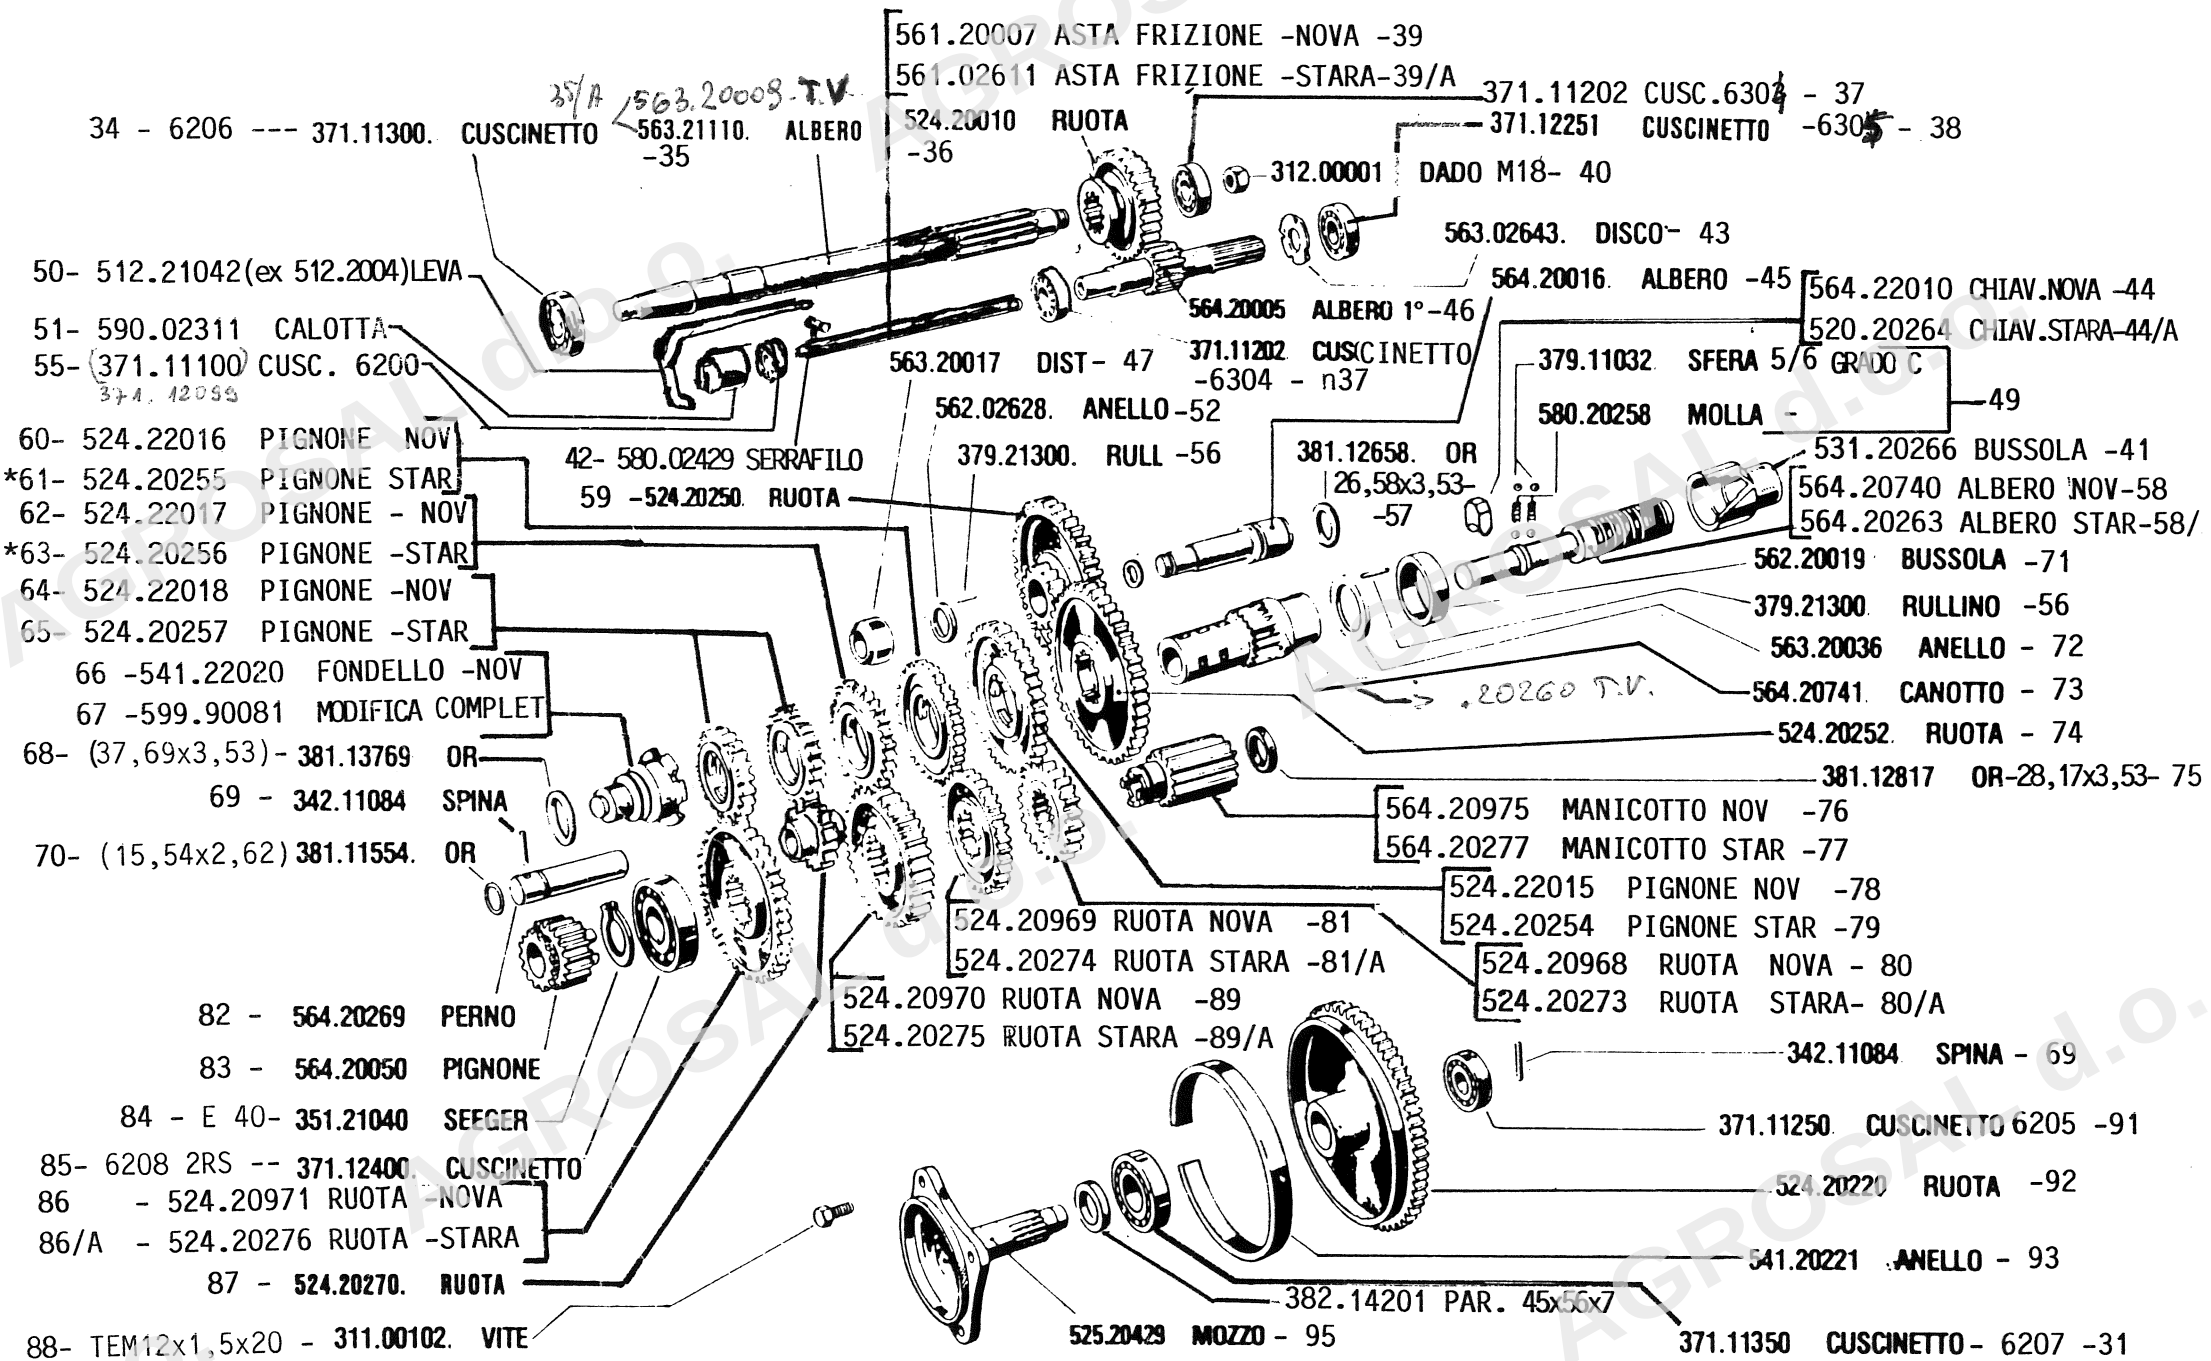 561.20007 ASTA FRIZIONE -NOVA -39
561.02611 ASTA FRIZIONE -STARA-39/A
35/A 563.20009 T.V.
34 - 6206 --- 371.11300. CUSCINETTO
563.21110. ALBERO
-35
524.20010 RUOTA
-36
371.11202 CUSC.6304 - 37
371.12251 CUSCINETTO -6305 - 38
312.00001 DADO M18- 40
563.02643. DISCO - 43
50- 512.21042(ex 512.2004)LEVA
564.20016. ALBERO -45
564.22010 CHIAV.NOVA -44
520.20264 CHIAV.STARA-44/A
564.20005 ALBERO 1° -46
51- 590.02311 CALOTTA
55-(371.11100) CUSC. 6200
371. 12099
563.20017 DIST - 47
371.11202 CUSCINETTO
-6304 - n37
379.11032. SFERA 5/6 GRADO C
580.20258 MOLLA -
49
562.02628. ANELLO -52
60- 524.22016 PIGNONE NOV
*61- 524.20255 PIGNONE STAR
42- 580.02429 SERRAFILO
379.21300. RULL -56
381.12658. OR
26,58x3,53-
-57
531.20266 BUSSOLA -41
59 -524.20250. RUOTA
564.20740 ALBERO NOV-58
564.20263 ALBERO STAR-58/
62- 524.22017 PIGNONE - NOV
*63- 524.20256 PIGNONE -STAR
562.20019 BUSSOLA -71
64- 524.22018 PIGNONE -NOV
65- 524.20257 PIGNONE -STAR
379.21300. RULLINO -56
563.20036 ANELLO - 72
66 -541.22020 FONDELLO -NOV
67 -599.90081 MODIFICA COMPLET
.20260 T.V.
564.20741. CANOTTO - 73
524.20252. RUOTA - 74
68- (37,69x3,53)- 381.13769 OR
381.12817 OR-28,17x3,53- 75
69 - 342.11084 SPINA
564.20975 MANICOTTO NOV -76
564.20277 MANICOTTO STAR -77
70- (15,54x2,62) 381.11554. OR
524.22015 PIGNONE NOV -78
524.20254 PIGNONE STAR -79
524.20969 RUOTA NOVA -81
524.20274 RUOTA STARA -81/A
524.20968 RUOTA NOVA - 80
524.20273 RUOTA STARA- 80/A
524.20970 RUOTA NOVA -89
524.20275 RUOTA STARA -89/A
82 - 564.20269 PERNO
83 - 564.20050 PIGNONE
342.11084 SPINA - 69
84 - E 40- 351.21040 SEEGER
371.11250. CUSCINETTO 6205 -91
85- 6208 2RS -- 371.12400. CUSCINETTO
86 - 524.20971 RUOTA -NOVA
86/A - 524.20276 RUOTA -STARA
524.20220 RUOTA -92
541.20221 ANELLO - 93
87 - 524.20270. RUOTA
382.14201 PAR. 45x56x7
88- TEM12x1,5x20 - 311.00102. VITE
525.20429 MOZZO - 95
371.11350 CUSCINETTO - 6207 -31
AGROSAL d.o.o.
AGROSAL d.o.o.
AGROSAL d.o.o.
AGROSAL d.o.o.
AGROSAL d.o.o.